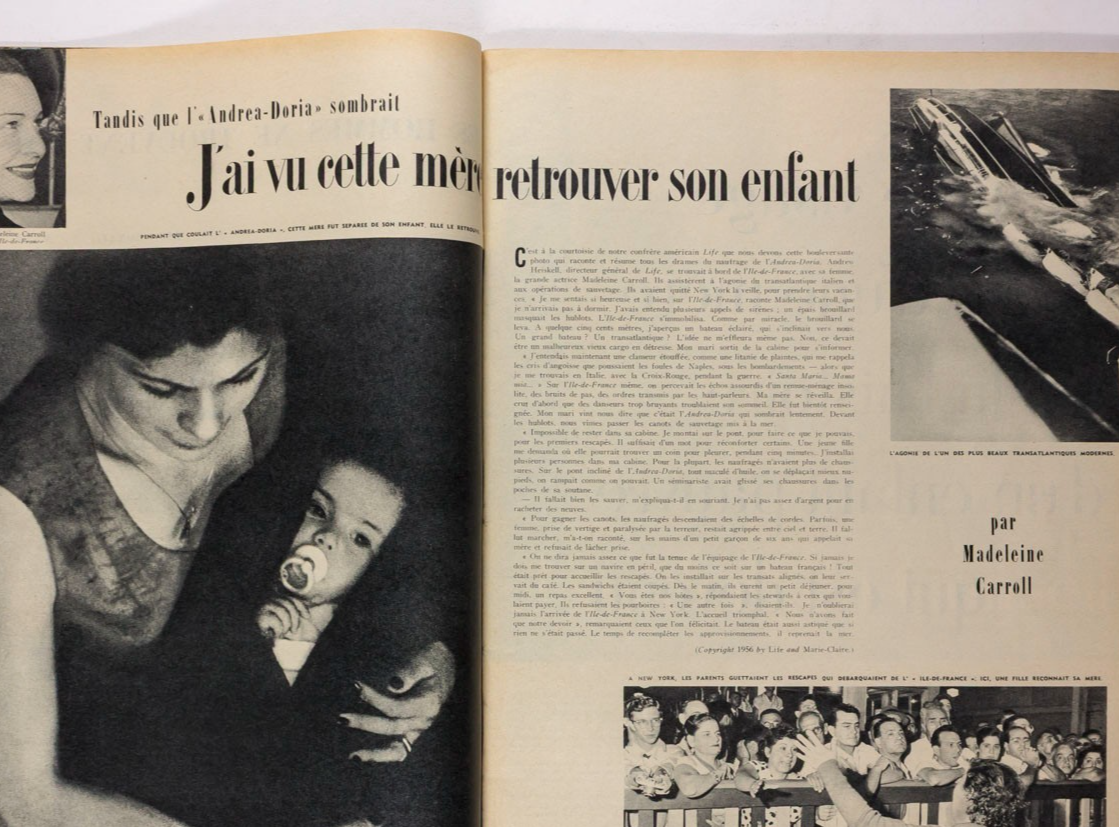 Tandis que l'«Andrea-Doria» sombrait
J'ai vu cette mère retrouver son enfant
leine Carroll
Ile-de-France
PENDANT QUE COULAIT L' « ANDREA-DORIA », CETTE MERE FUT SEPAREE DE SON ENFANT. ELLE LE RETROUV
C'est à la courtoisie de notre confrère américain Life que nous devons cette bouleversante
photo qui raconte et résume tous les drames du naufrage de l'Andrea-Doria. Andrew
Heiskell, directeur général de Life, se trouvait à bord de l'Ile-de-France, avec sa femme,
la grande actrice Madeleine Carroll. Ils assistèrent à l'agonie du transatlantique italien et
aux opérations de sauvetage. Ils avaient quitté New York la veille, pour prendre leurs vacan-
ces. « Je me sentais si heureuse et si bien, sur l'Ile-de-France, raconte Madeleine Carroll, que
je n'arrivais pas à dormir. J'avais entendu plusieurs appels de sirènes ; un épais brouillard
masquait les hublots. L'Ile-de-France s'immobilisa. Comme par miracle, le brouillard se
leva. A quelque cinq cents mètres, j'aperçus un bateau éclairé, qui s'inclinait vers nous.
Un grand bateau ? Un transatlantique ? L'idée ne m'effleura même pas. Non, ce devait
être un malheureux vieux cargo en détresse. Mon mari sortit de la cabine pour s'informer.
« J'entendais maintenant une clameur étouffée, comme une litanie de plaintes, qui me rappela
les cris d'angoisse que poussaient les foules de Naples, sous les bombardements — alors que
je me trouvais en Italie, avec la Croix-Rouge, pendant la guerre. « Santa Maria... Mama
mia... » Sur l'Ile-de-France même, on percevait les échos assourdis d'un remue-ménage inso-
lite, des bruits de pas, des ordres transmis par les haut-parleurs. Ma mère se réveilla. Elle
crut d'abord que des danseurs trop bruyants troublaient son sommeil. Elle fut bientôt rensei-
gnée. Mon mari vint nous dire que c'était l'Andrea-Doria qui sombrait lentement. Devant
les hublots, nous vîmes passer les canots de sauvetage mis à la mer.
« Impossible de rester dans sa cabine. Je montai sur le pont, pour faire ce que je pouvais,
pour les premiers rescapés. Il suffisait d'un mot pour réconforter certains. Une jeune fille
me demanda où elle pourrait trouver un coin pour pleurer, pendant cinq minutes. J'installai
plusieurs personnes dans ma cabine. Pour la plupart, les naufragés n'avaient plus de chaus-
sures. Sur le pont incliné de l'Andrea-Doria, tout maculé d'huile, on se déplaçait mieux nu-
pieds, on rampait comme on pouvait. Un séminariste avait glissé ses chaussures dans les
poches de sa soutane.
— Il fallait bien les sauver, m'expliqua-t-il en souriant. Je n'ai pas assez d'argent pour en
racheter des neuves.
« Pour gagner les canots, les naufragés descendaient des échelles de cordes. Parfois, une
femme, prise de vertige et paralysée par la terreur, restait agrippée entre ciel et terre. Il fal-
lut marcher, m'a-t-on raconté, sur les mains d'un petit garçon de six ans qui appelait sa
mère et refusait de lâcher prise.
« On ne dira jamais assez ce que fut la tenue de l'équipage de l'Ile-de-France. Si jamais je
dois me trouver sur un navire en péril, que du moins ce soit sur un bateau français ! Tout
était prêt pour accueillir les rescapés. On les installait sur les transats alignés, on leur ser-
vait du café. Les sandwichs étaient coupés. Dès le matin, ils eurent un petit déjeuner, pour
midi, un repas excellent. « Vous êtes nos hôtes », répondaient les stewards à ceux qui vou-
laient payer. Ils refusaient les pourboires : « Une autre fois », disaient-ils. Je n'oublierai
jamais l'arrivée de l'Ile-de-France à New York. L'accueil triomphal. « Nous n'avons fait
que notre devoir », remarquaient ceux que l'on félicitait. Le bateau était aussi astiqué que si
rien ne s'était passé. Le temps de recompléter les approvisionnements, il reprenait la mer.
(Copyright 1956 by Life and Marie-Claire.)
L'AGONIE DE L'UN DES PLUS BEAUX TRANSATLANTIQUES MODERNES.
par
Madeleine
Carroll
A NEW YORK, LES PARENTS GUETTAIENT LES RESCAPES QUI DEBARQUAIENT DE L' « ILE-DE-FRANCE ». ICI, UNE FILLE RECONNAIT SA MERE.